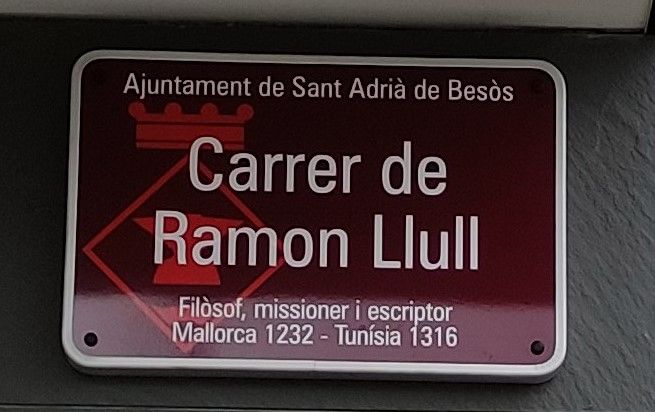 Ajuntament de Sant Adrià de Besòs
Carrer de
Ramon Llull
Filòsof, missioner i escriptor
Mallorca 1232 - Tunísia 1316